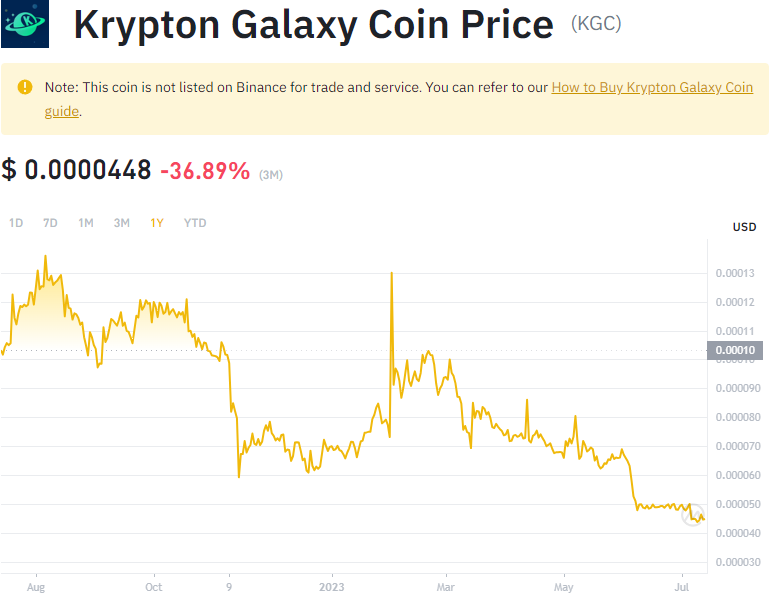 K
Krypton Galaxy Coin Price (KGC)
Note: This coin is not listed on Binance for trade and service. You can refer to our How to Buy Krypton Galaxy Coin
guide.
$ 0.0000448 -36.89% (3M)
1D 7D 1M 3M 1Y YTD
USD
0.00013
0.00012
0.00011
0.00010
0.00010
0.000090
0.000080
0.000070
0.000060
0.000050
0.000040
0.000030
Aug Oct 9 2023 Mar May Jul